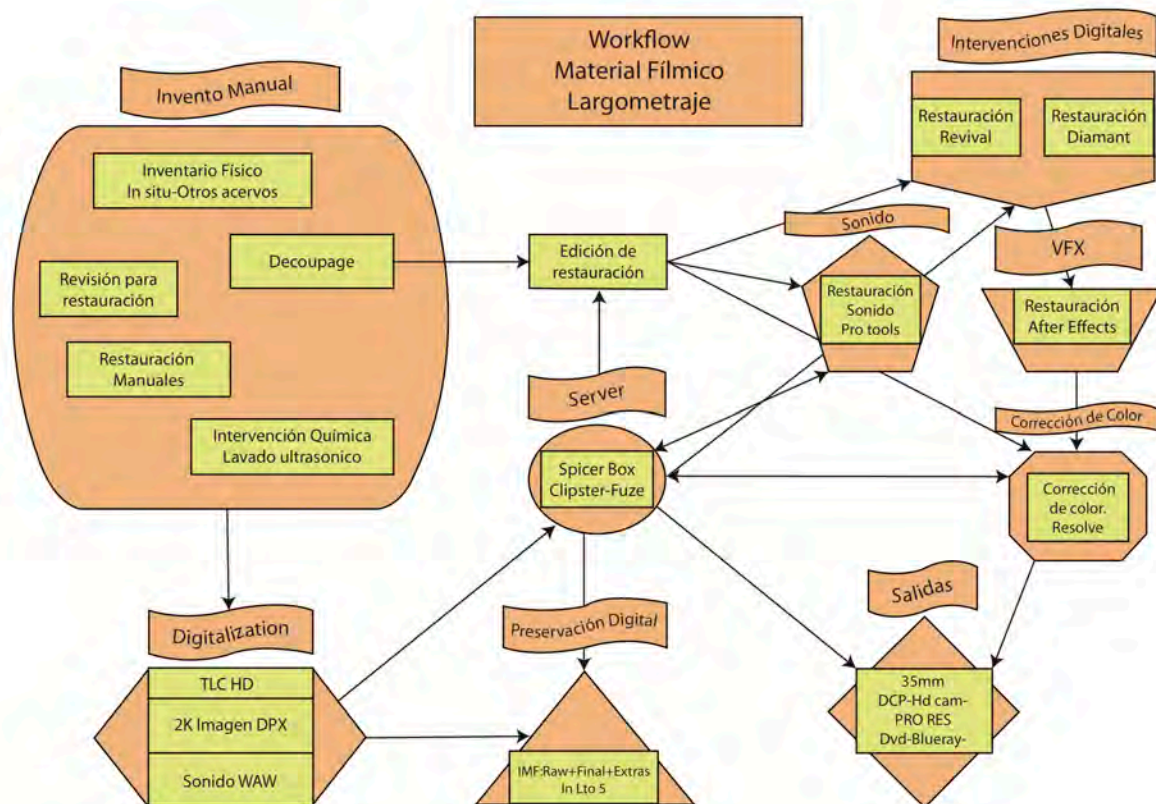 Workflow
Material Fílmico
Largometraje
Invento Manual
Inventario Físico
In situ-Otros acervos
Decoupage
Revisión para
restauración
Restauración
Manuales
Intervención Química
Lavado ultrasonico
Digitalization
TLC HD
2K Imagen DPX
Sonido WAW
Edición de
restauración
Server
Spicer Box
Clipster-Fuze
Preservación Digital
IMF:Raw+Final+Extras
In Lto 5
Sonido
Restauración
Sonido
Pro tools
Intervenciones Digitales
Restauración
Revival
Restauración
Diamant
VFX
Restauración
After Effects
Corrección de Color
Corrección
de color.
Resolve
Salidas
35mm
DCP-Hd cam-
PRO RES
Dvd-Blueray-